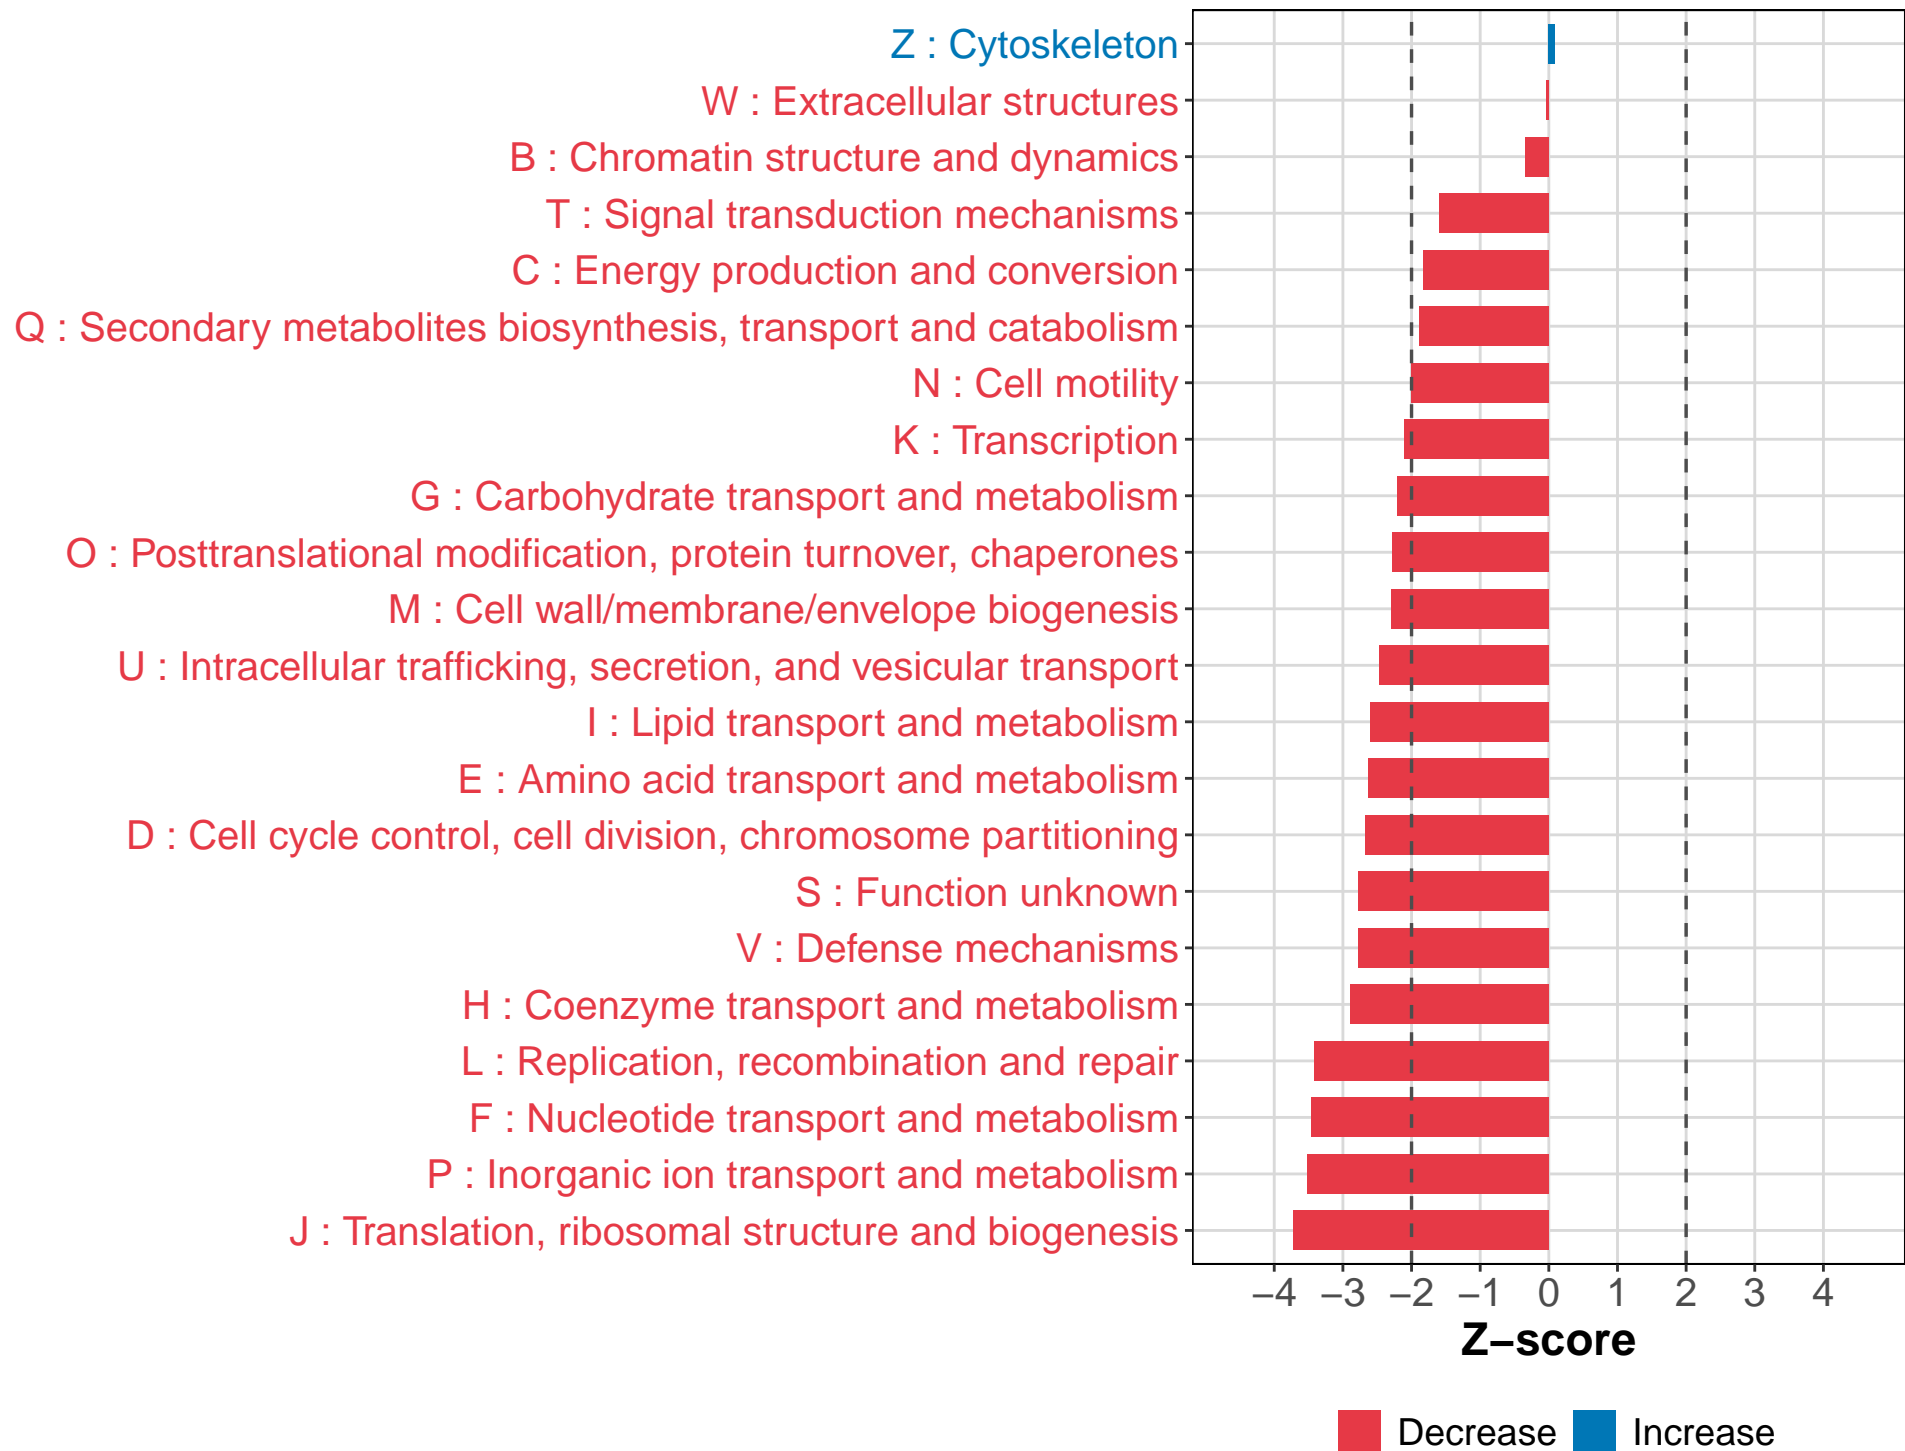 Z : Cytoskeleton
W : Extracellular structures
B : Chromatin structure and dynamics
T : Signal transduction mechanisms
C : Energy production and conversion
Q : Secondary metabolites biosynthesis, transport and catabolism
N : Cell motility
K : Transcription
G : Carbohydrate transport and metabolism
O : Posttranslational modification, protein turnover, chaperones
M : Cell wall/membrane/envelope biogenesis
U : Intracellular trafficking, secretion, and vesicular transport
I : Lipid transport and metabolism
E : Amino acid transport and metabolism
D : Cell cycle control, cell division, chromosome partitioning
S : Function unknown
V : Defense mechanisms
H : Coenzyme transport and metabolism
L : Replication, recombination and repair
F : Nucleotide transport and metabolism
P : Inorganic ion transport and metabolism
J : Translation, ribosomal structure and biogenesis
−4 −3 −2 −1 0 1 2 3 4
Z−score
Decrease Increase